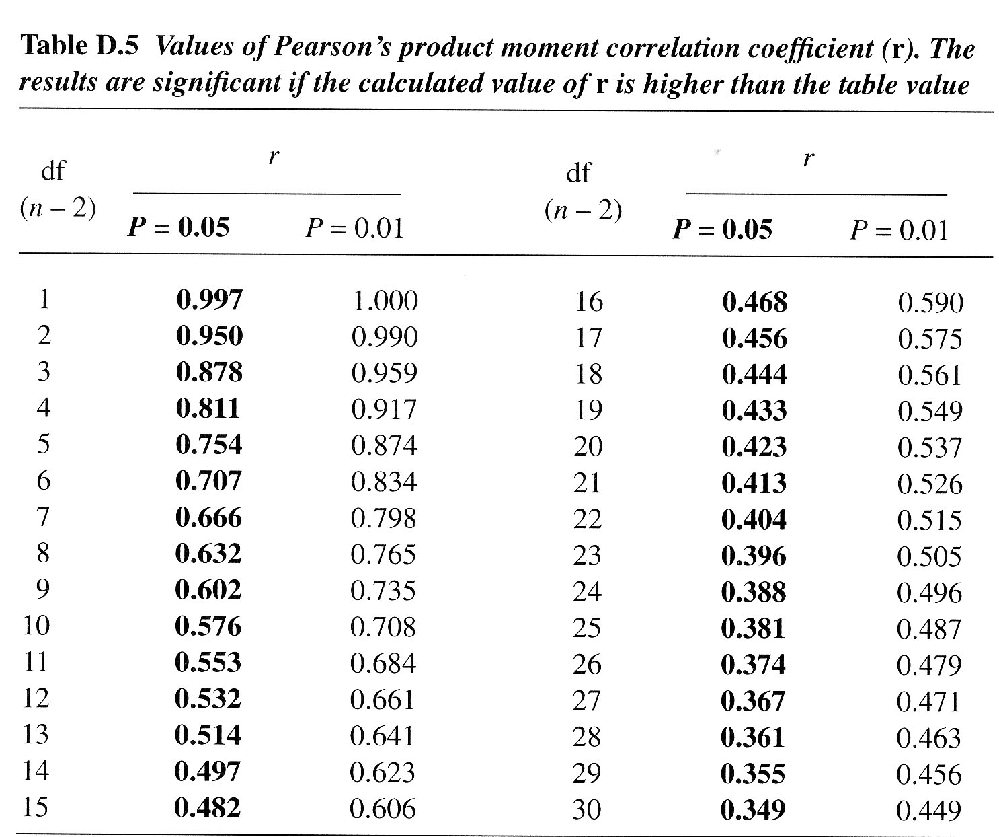 Table D.5 Values of Pearson's product moment correlation coefficient (r). The
results are significant if the calculated value of r is higher than the table value
df (n – 2) r df (n – 2) r
P = 0.05 P = 0.01 P = 0.05 P = 0.01
1 0.997 1.000 16 0.468 0.590
2 0.950 0.990 17 0.456 0.575
3 0.878 0.959 18 0.444 0.561
4 0.811 0.917 19 0.433 0.549
5 0.754 0.874 20 0.423 0.537
6 0.707 0.834 21 0.413 0.526
7 0.666 0.798 22 0.404 0.515
8 0.632 0.765 23 0.396 0.505
9 0.602 0.735 24 0.388 0.496
10 0.576 0.708 25 0.381 0.487
11 0.553 0.684 26 0.374 0.479
12 0.532 0.661 27 0.367 0.471
13 0.514 0.641 28 0.361 0.463
14 0.497 0.623 29 0.355 0.456
15 0.482 0.606 30 0.349 0.449